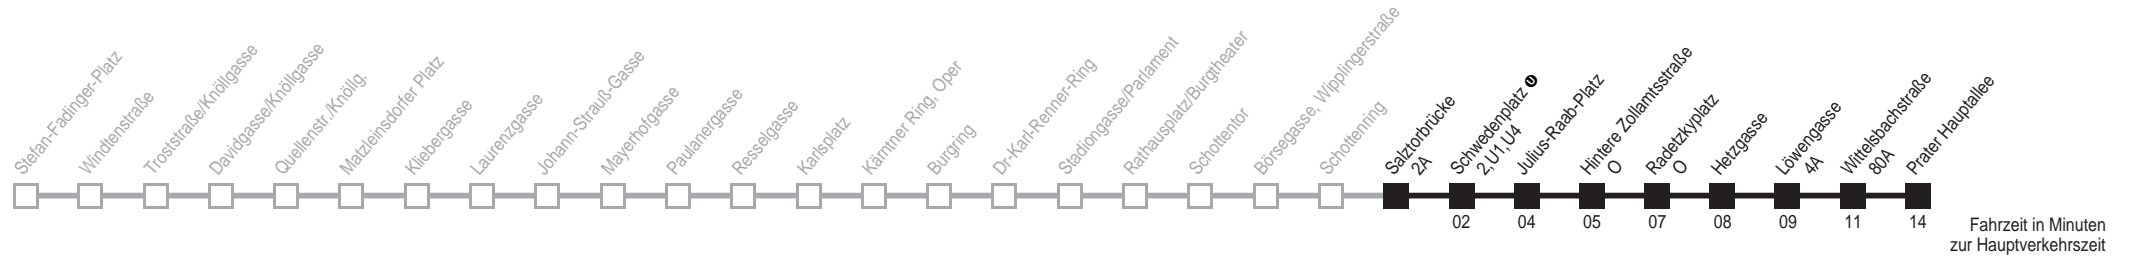 Stefan-Fadinger-Platz
Windtenstraße
Troststraße/Knöllgasse
Davidgasse/Knöllgasse
Quellenstr./Knöllg.
Matzleinsdorfer Platz
Kliebergasse
Laurenzgasse
Johann-Strauß-Gasse
Mayerhofgasse
Paulanergasse
Resselgasse
Karlsplatz
Kärntner Ring, Oper
Burgring
Dr-Karl-Renner-Ring
Stadiongasse/Parlament
Rathausplatz/Burgtheater
Schottentor
Börsegasse, Wipplingerstraße
Schottenring
Salztorbrücke
2A
Schwedenplatz U
2, U1, U4
Julius-Raab-Platz
Hintere Zollamtsstraße
O
Radetzkyplatz
O
Hetzgasse
Löwengasse
4A
Wittelsbachstraße
80A
Prater Hauptallee
02 04 05 07 08 09 11 14
Fahrzeit in Minuten
zur Hauptverkehrszeit